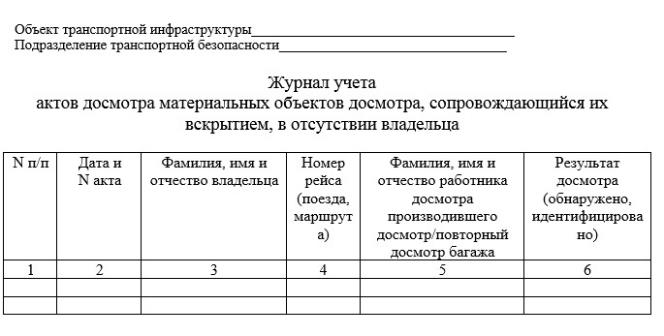 Объект транспортной инфраструктуры
Подразделение транспортной безопасности
Журнал учета
актов досмотра материальных объектов досмотра, сопровождающийся их
вскрытием, в отсутствии владельца
N п/п
Дата и
N акта
Фамилия, имя и
отчество владельца
Номер
рейса
(поезда,
маршрут
а)
Фамилия, имя и
отчество работника
досмотра
производившего
досмотр/повторный
досмотр багажа
Результат
досмотра
(обнаружено,
идентифицирова
но)
1 2 3 4 5 6